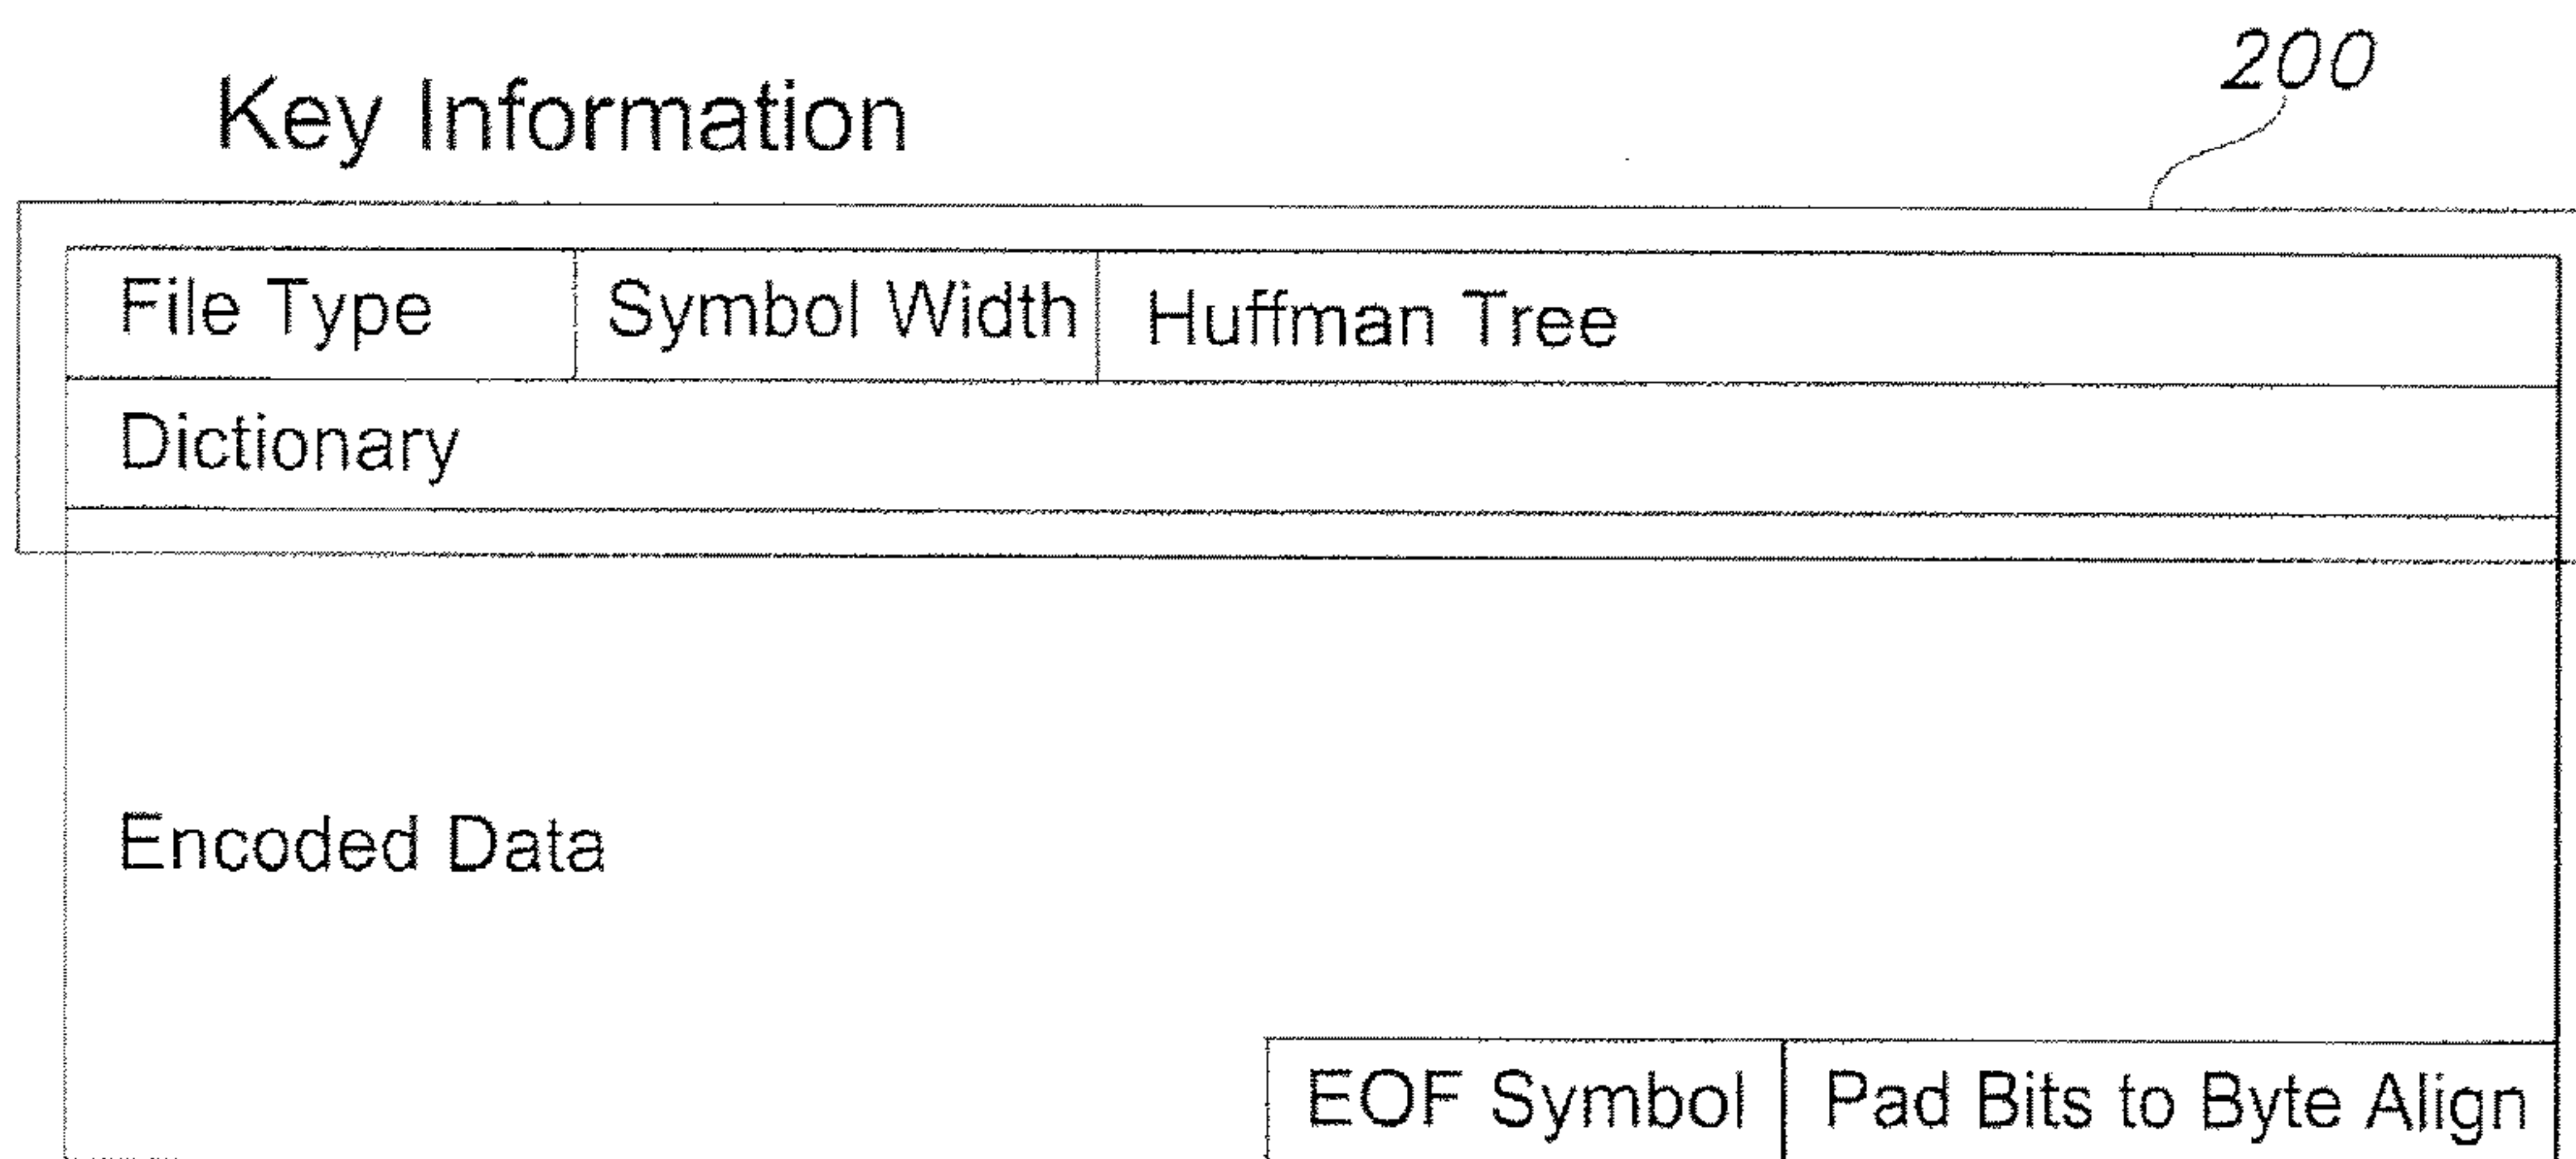 200
Key Information
File Type Symbol Width Huffman Tree
Dictionary
Encoded Data
EOF Symbol Pad Bits to Byte Align